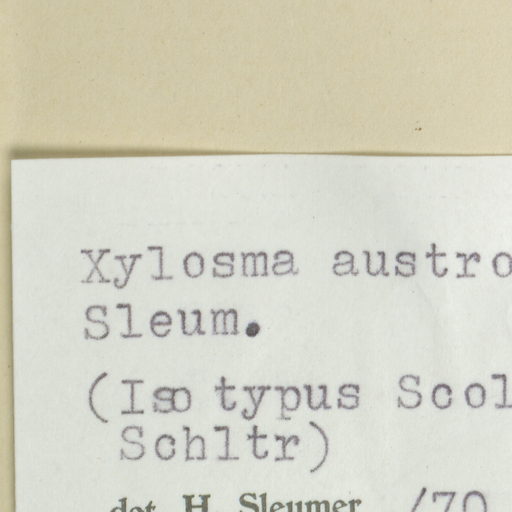 Xylosma austro
Sleum.
(Iso typus Scol
Schltr)
det. H. Sleumer /70